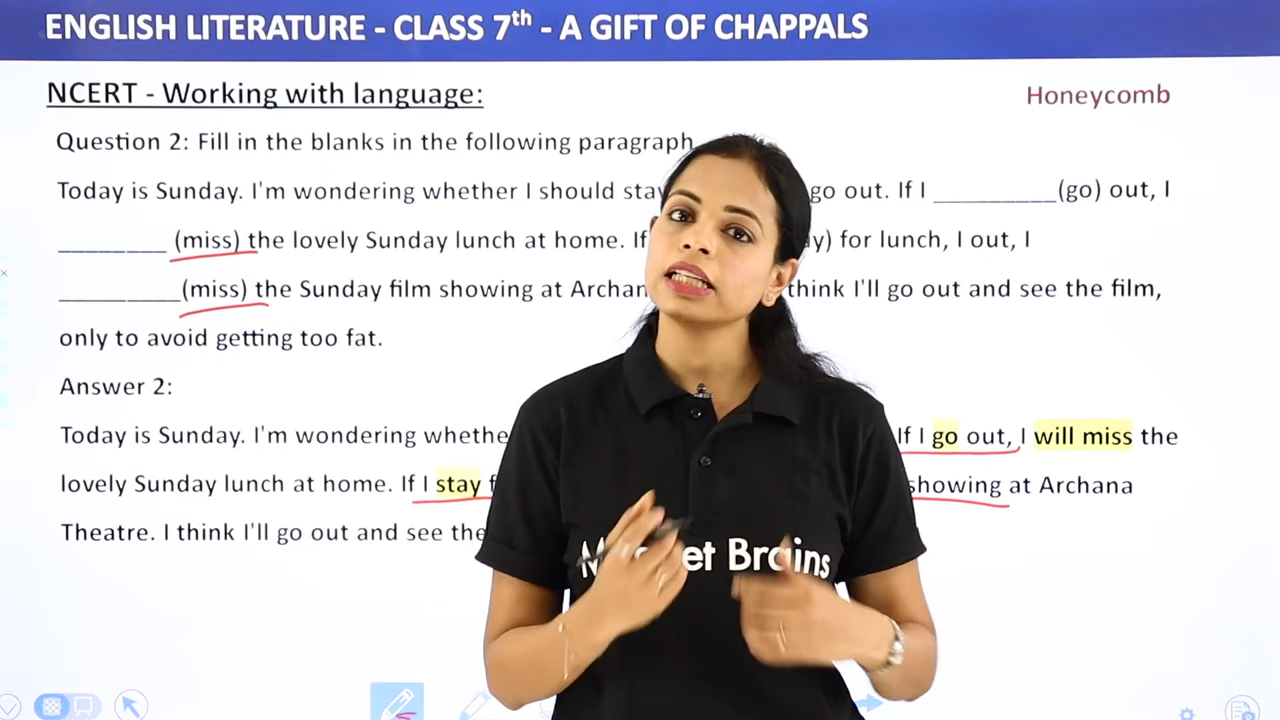 ENGLISH LITERATURE - CLASS 7th - A GIFT OF CHAPPALS
NCERT - Working with language:
Honeycomb
Question 2: Fill in the blanks in the following paragraph
Today is Sunday. I'm wondering whether I should go out. If I _________(go) out, I
________ (miss) the lovely Sunday lunch at home. If for lunch, I out, I
_________(miss) the Sunday film showing at think I'll go out and see the film,
only to avoid getting too fat.
Answer 2:
Today is Sunday. I'm wondering If I go out, I will miss the
lovely Sunday lunch at home. If I stay showing at Archana
Theatre. I think I'll go out and see the
Brains